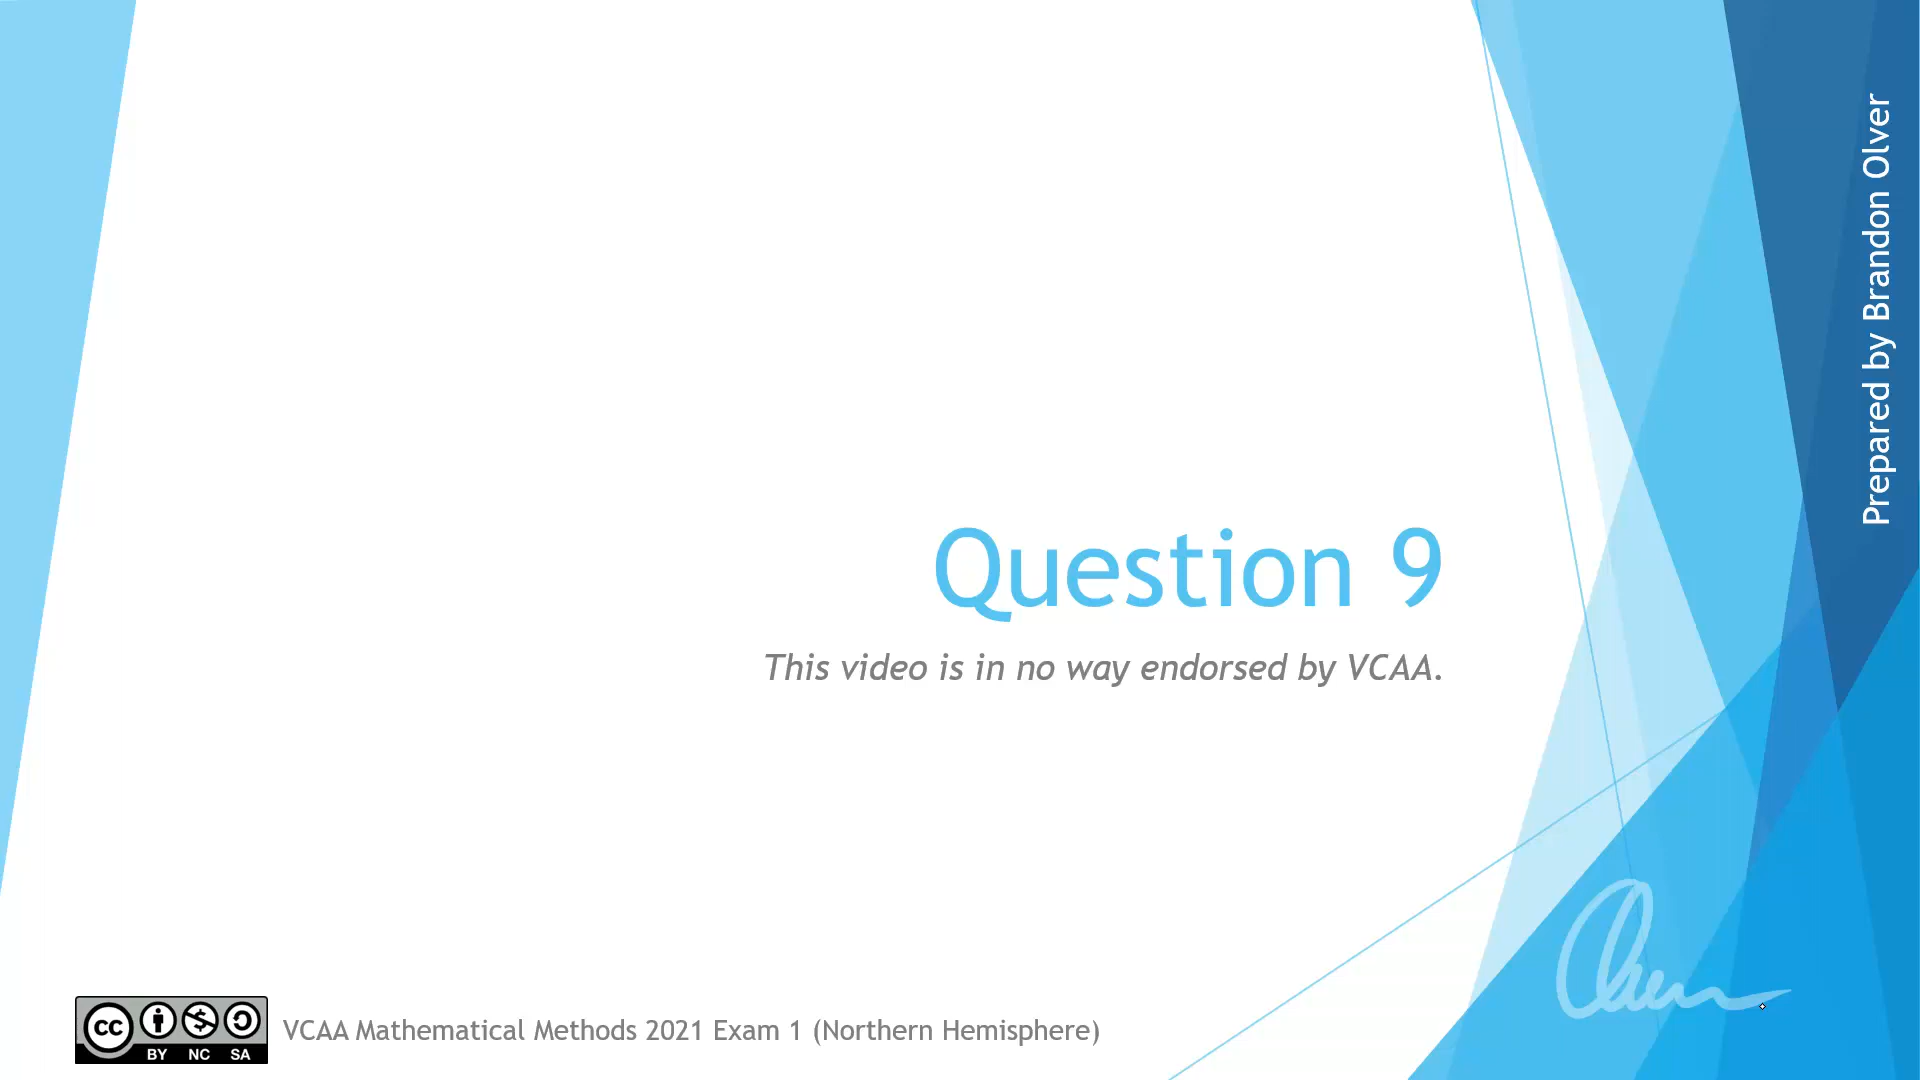 Prepared by Brandon Olver
Question 9
This video is in no way endorsed by VCAA.
CC BY NC SA
VCAA Mathematical Methods 2021 Exam 1 (Northern Hemisphere)